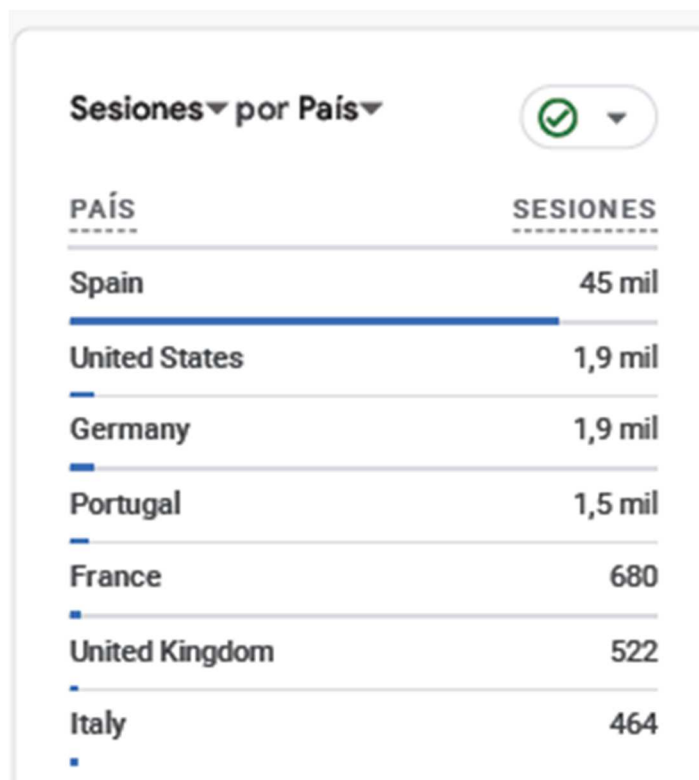 Sesiones por País
PAÍS SESIONES
Spain 45 mil
United States 1,9 mil
Germany 1,9 mil
Portugal 1,5 mil
France 680
United Kingdom 522
Italy 464